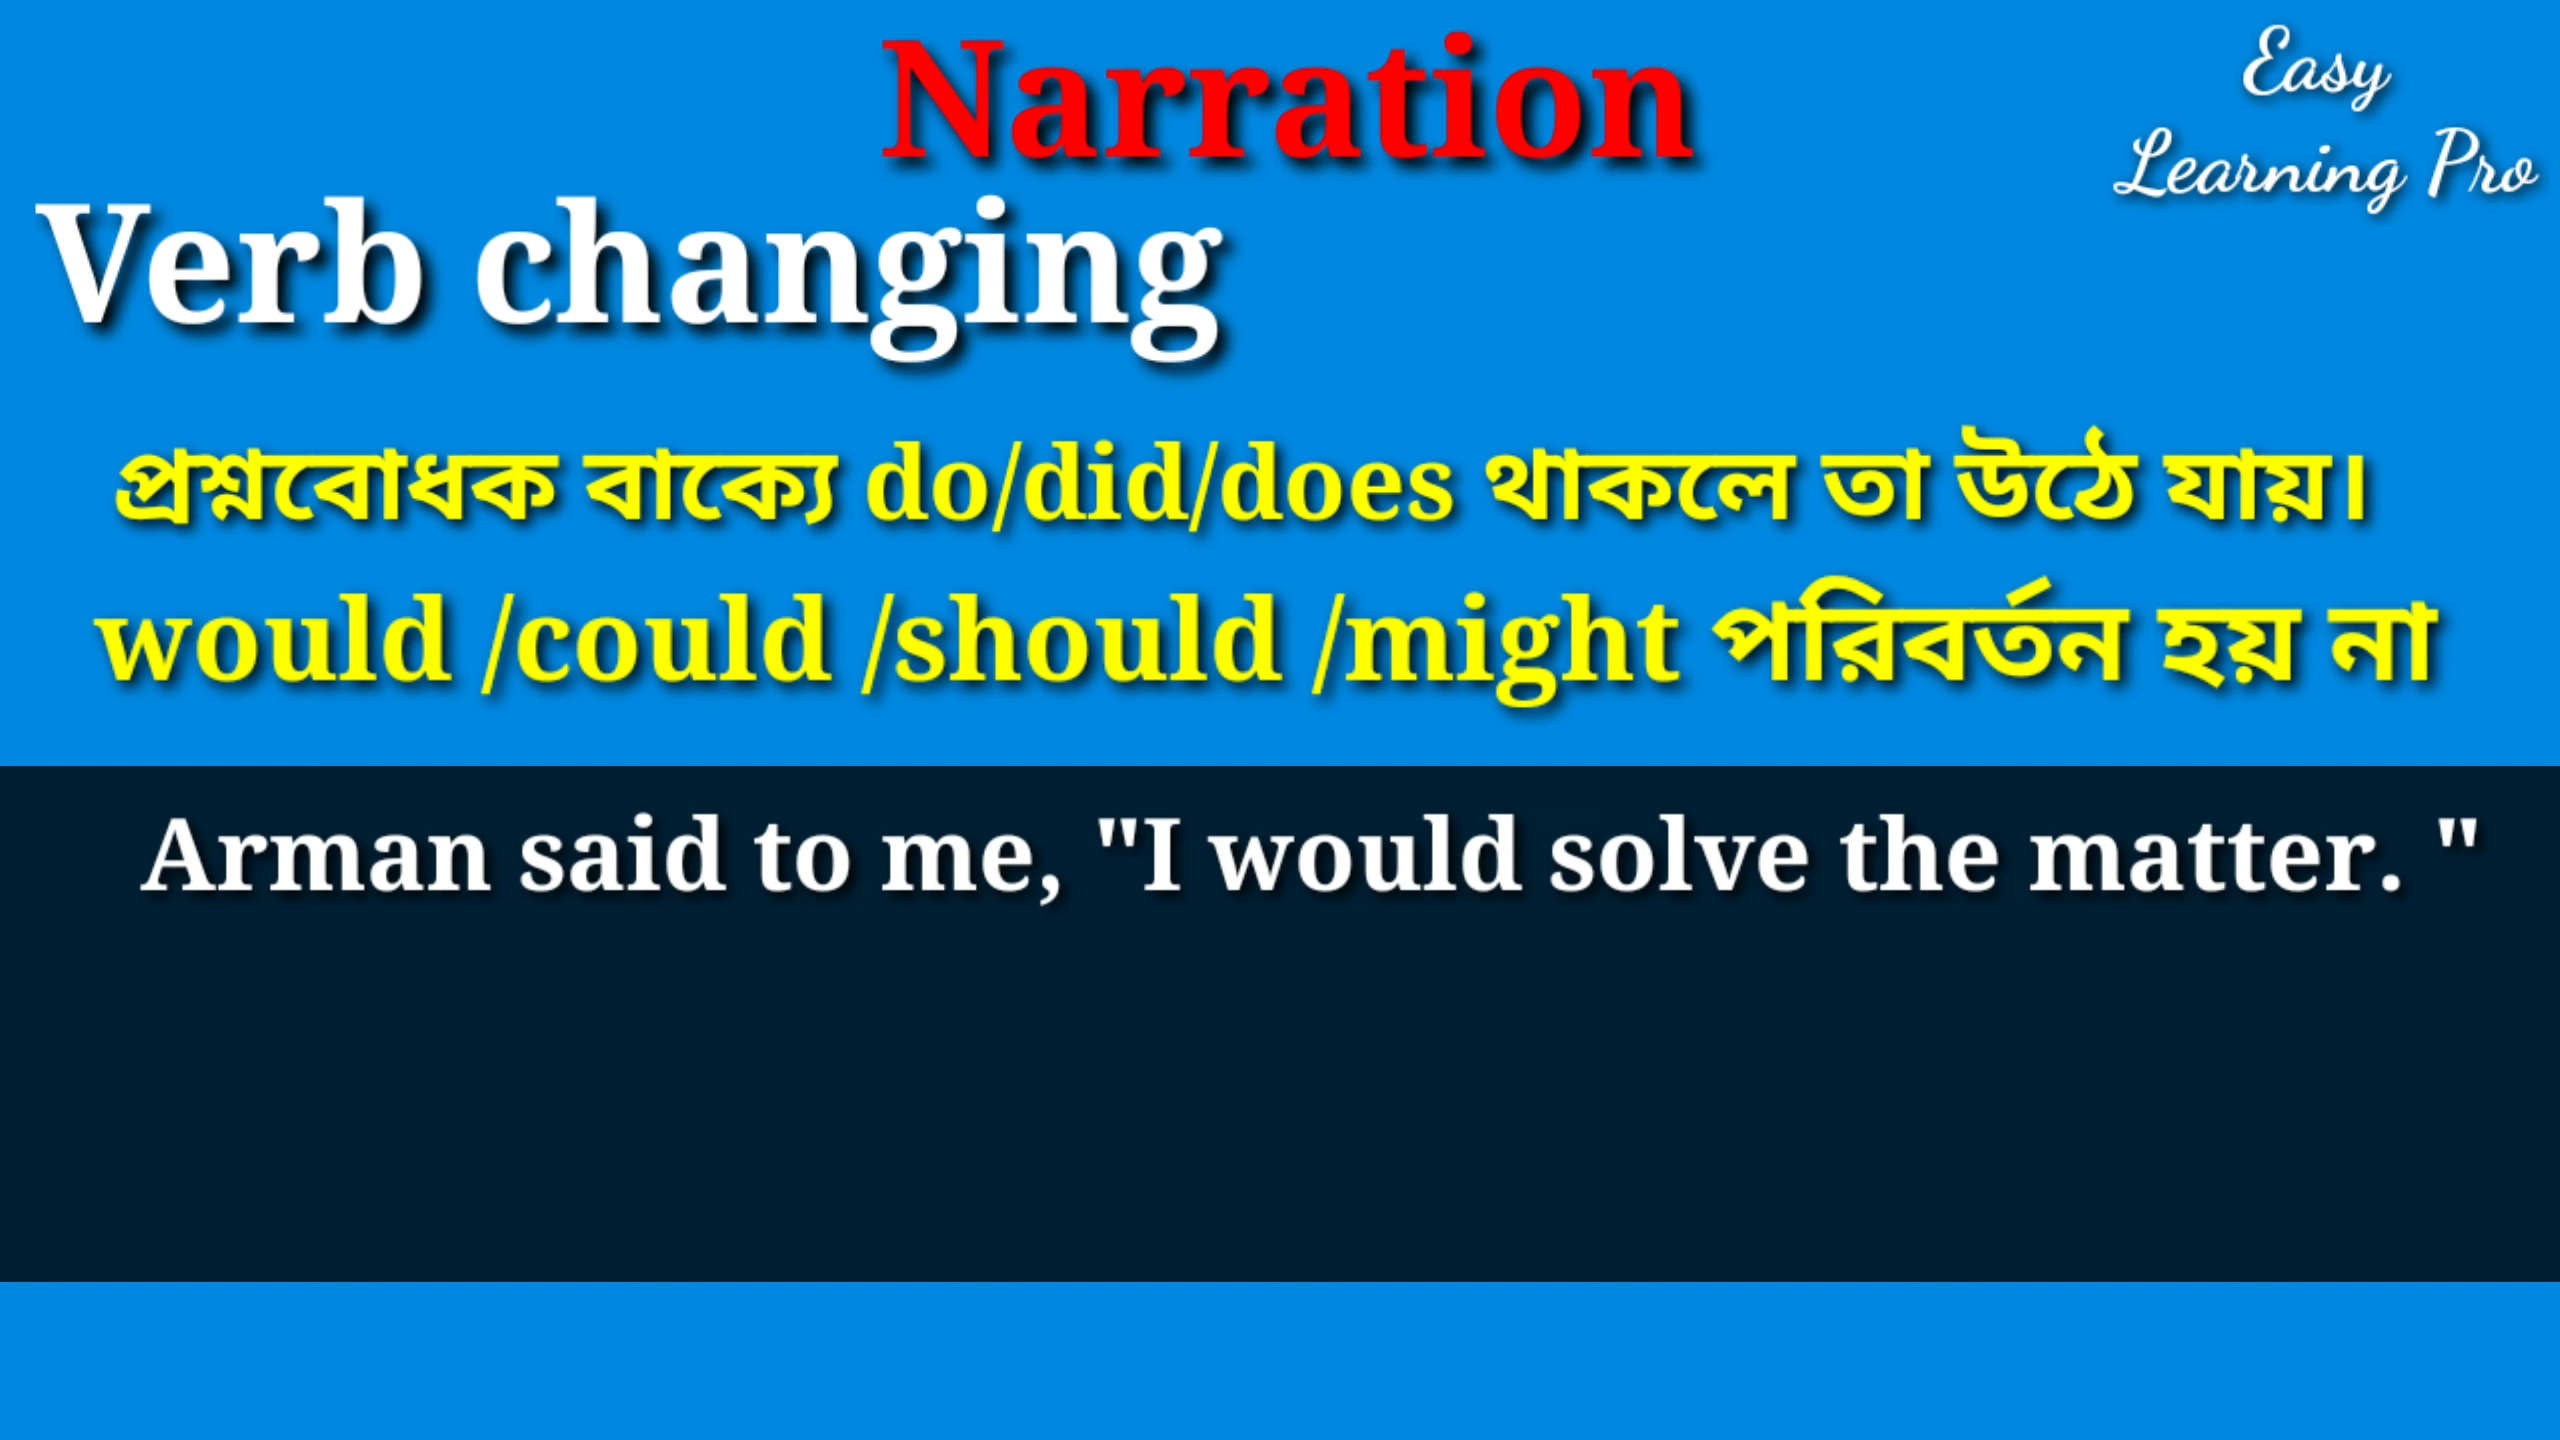 Narration
Easy
Learning Pro
Verb changing
প্রশ্নবোধক বাক্যে do/did/does থাকলে তা উঠে যায়।
would /could /should /might পরিবর্তন হয় না
Arman said to me, "I would solve the matter. "